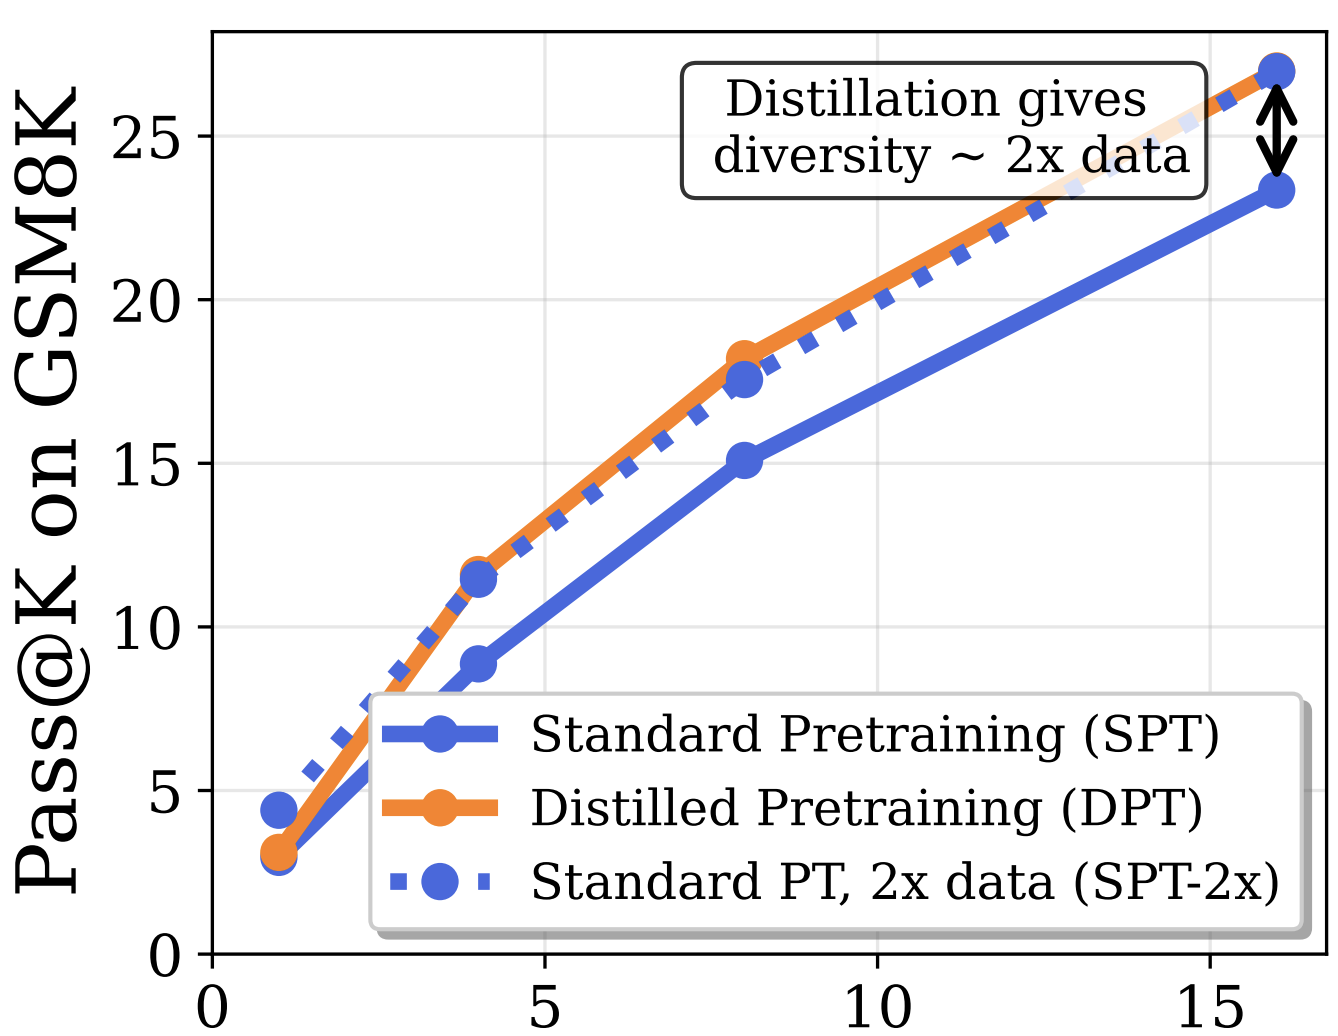 Pass@K on GSM8K
25
20
15
10
5
0
Distillation gives
diversity ~ 2x data
Standard Pretraining (SPT)
Distilled Pretraining (DPT)
Standard PT, 2x data (SPT-2x)
0 5 10 15